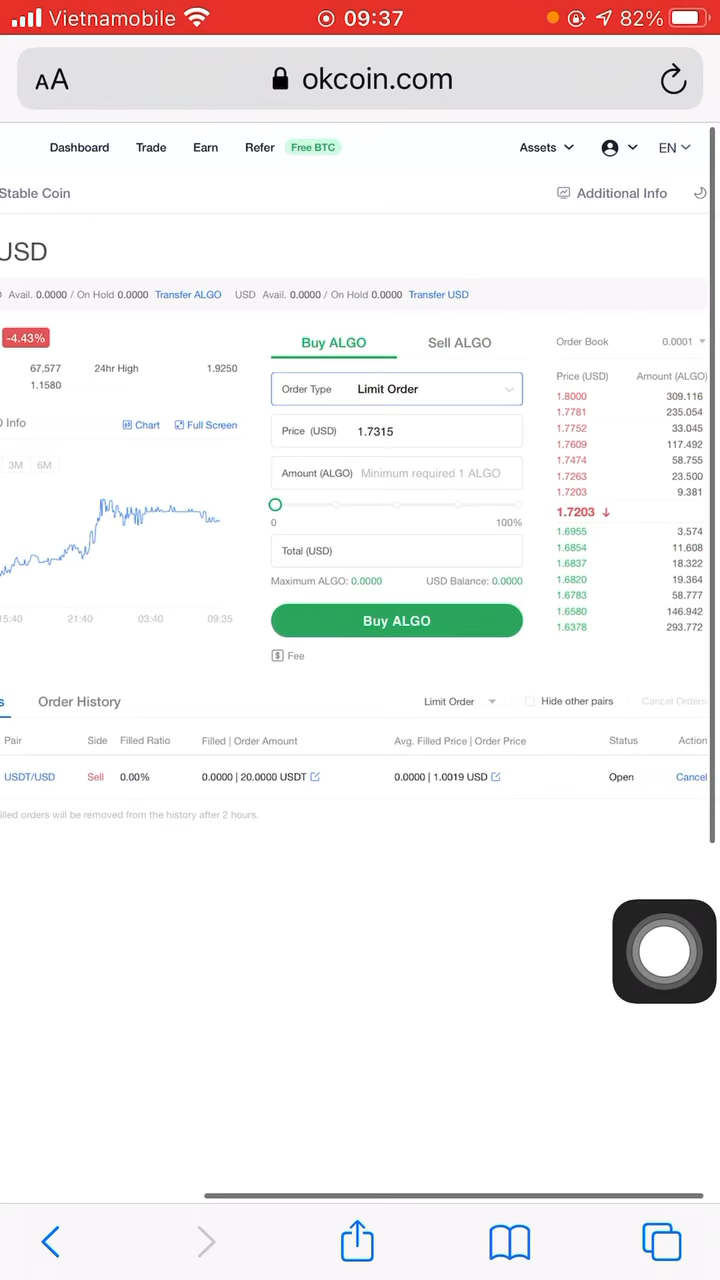 Vietnamobile 09:37 82%
AA okcoin.com
Dashboard Trade Earn Refer Free BTC Assets EN
Stable Coin Additional Info
USD
Avail. 0.0000 / On Hold 0.0000 Transfer ALGO USD Avail. 0.0000 / On Hold 0.0000 Transfer USD
-4.43% Buy ALGO Sell ALGO Order Book 0.0001
67,577 24hr High 1.9250
1.1580
Price (USD) Amount (ALGO)
Order Type Limit Order
1.8000 309.116
1.7781 235.054
Info Chart Full Screen
Price (USD) 1.7315
1.7752 33.045
1.7609 117.492
1.7474 58.755
3M 6M
Amount (ALGO) Minimum required 1 ALGO
1.7263 23.500
1.7203 9.381
1.7203 ↓
0 100%
1.6955 3.574
1.6854 11.608
Total (USD)
1.6837 18.322
1.6820 19.364
Maximum ALGO: 0.0000 USD Balance: 0.0000
1.6783 58.777
1.6580 146.942
1.6378 293.772
5:40 21:40 03:40 09:35
Buy ALGO
Fee
s Order History Limit Order Hide other pairs Cancel Orders
Pair Side Filled Ratio Filled | Order Amount Avg. Filled Price | Order Price Status Action
USDT/USD Sell 0.00% 0.0000 | 20.0000 USDT 0.0000 | 1.0019 USD Open Cancel
illed orders will be removed from the history after 2 hours.